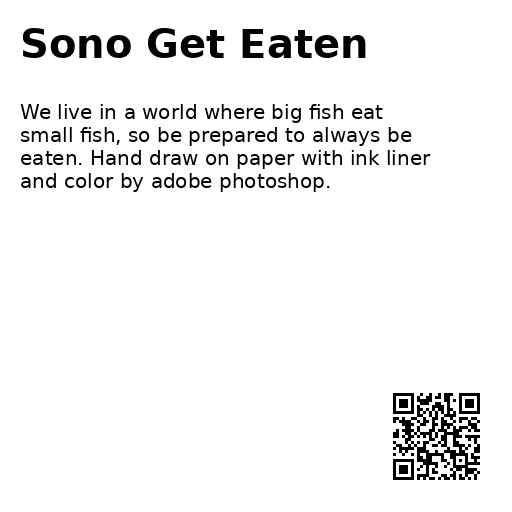 Sono Get Eaten
We live in a world where big fish eat
small fish, so be prepared to always be
eaten. Hand draw on paper with ink liner
and color by adobe photoshop.